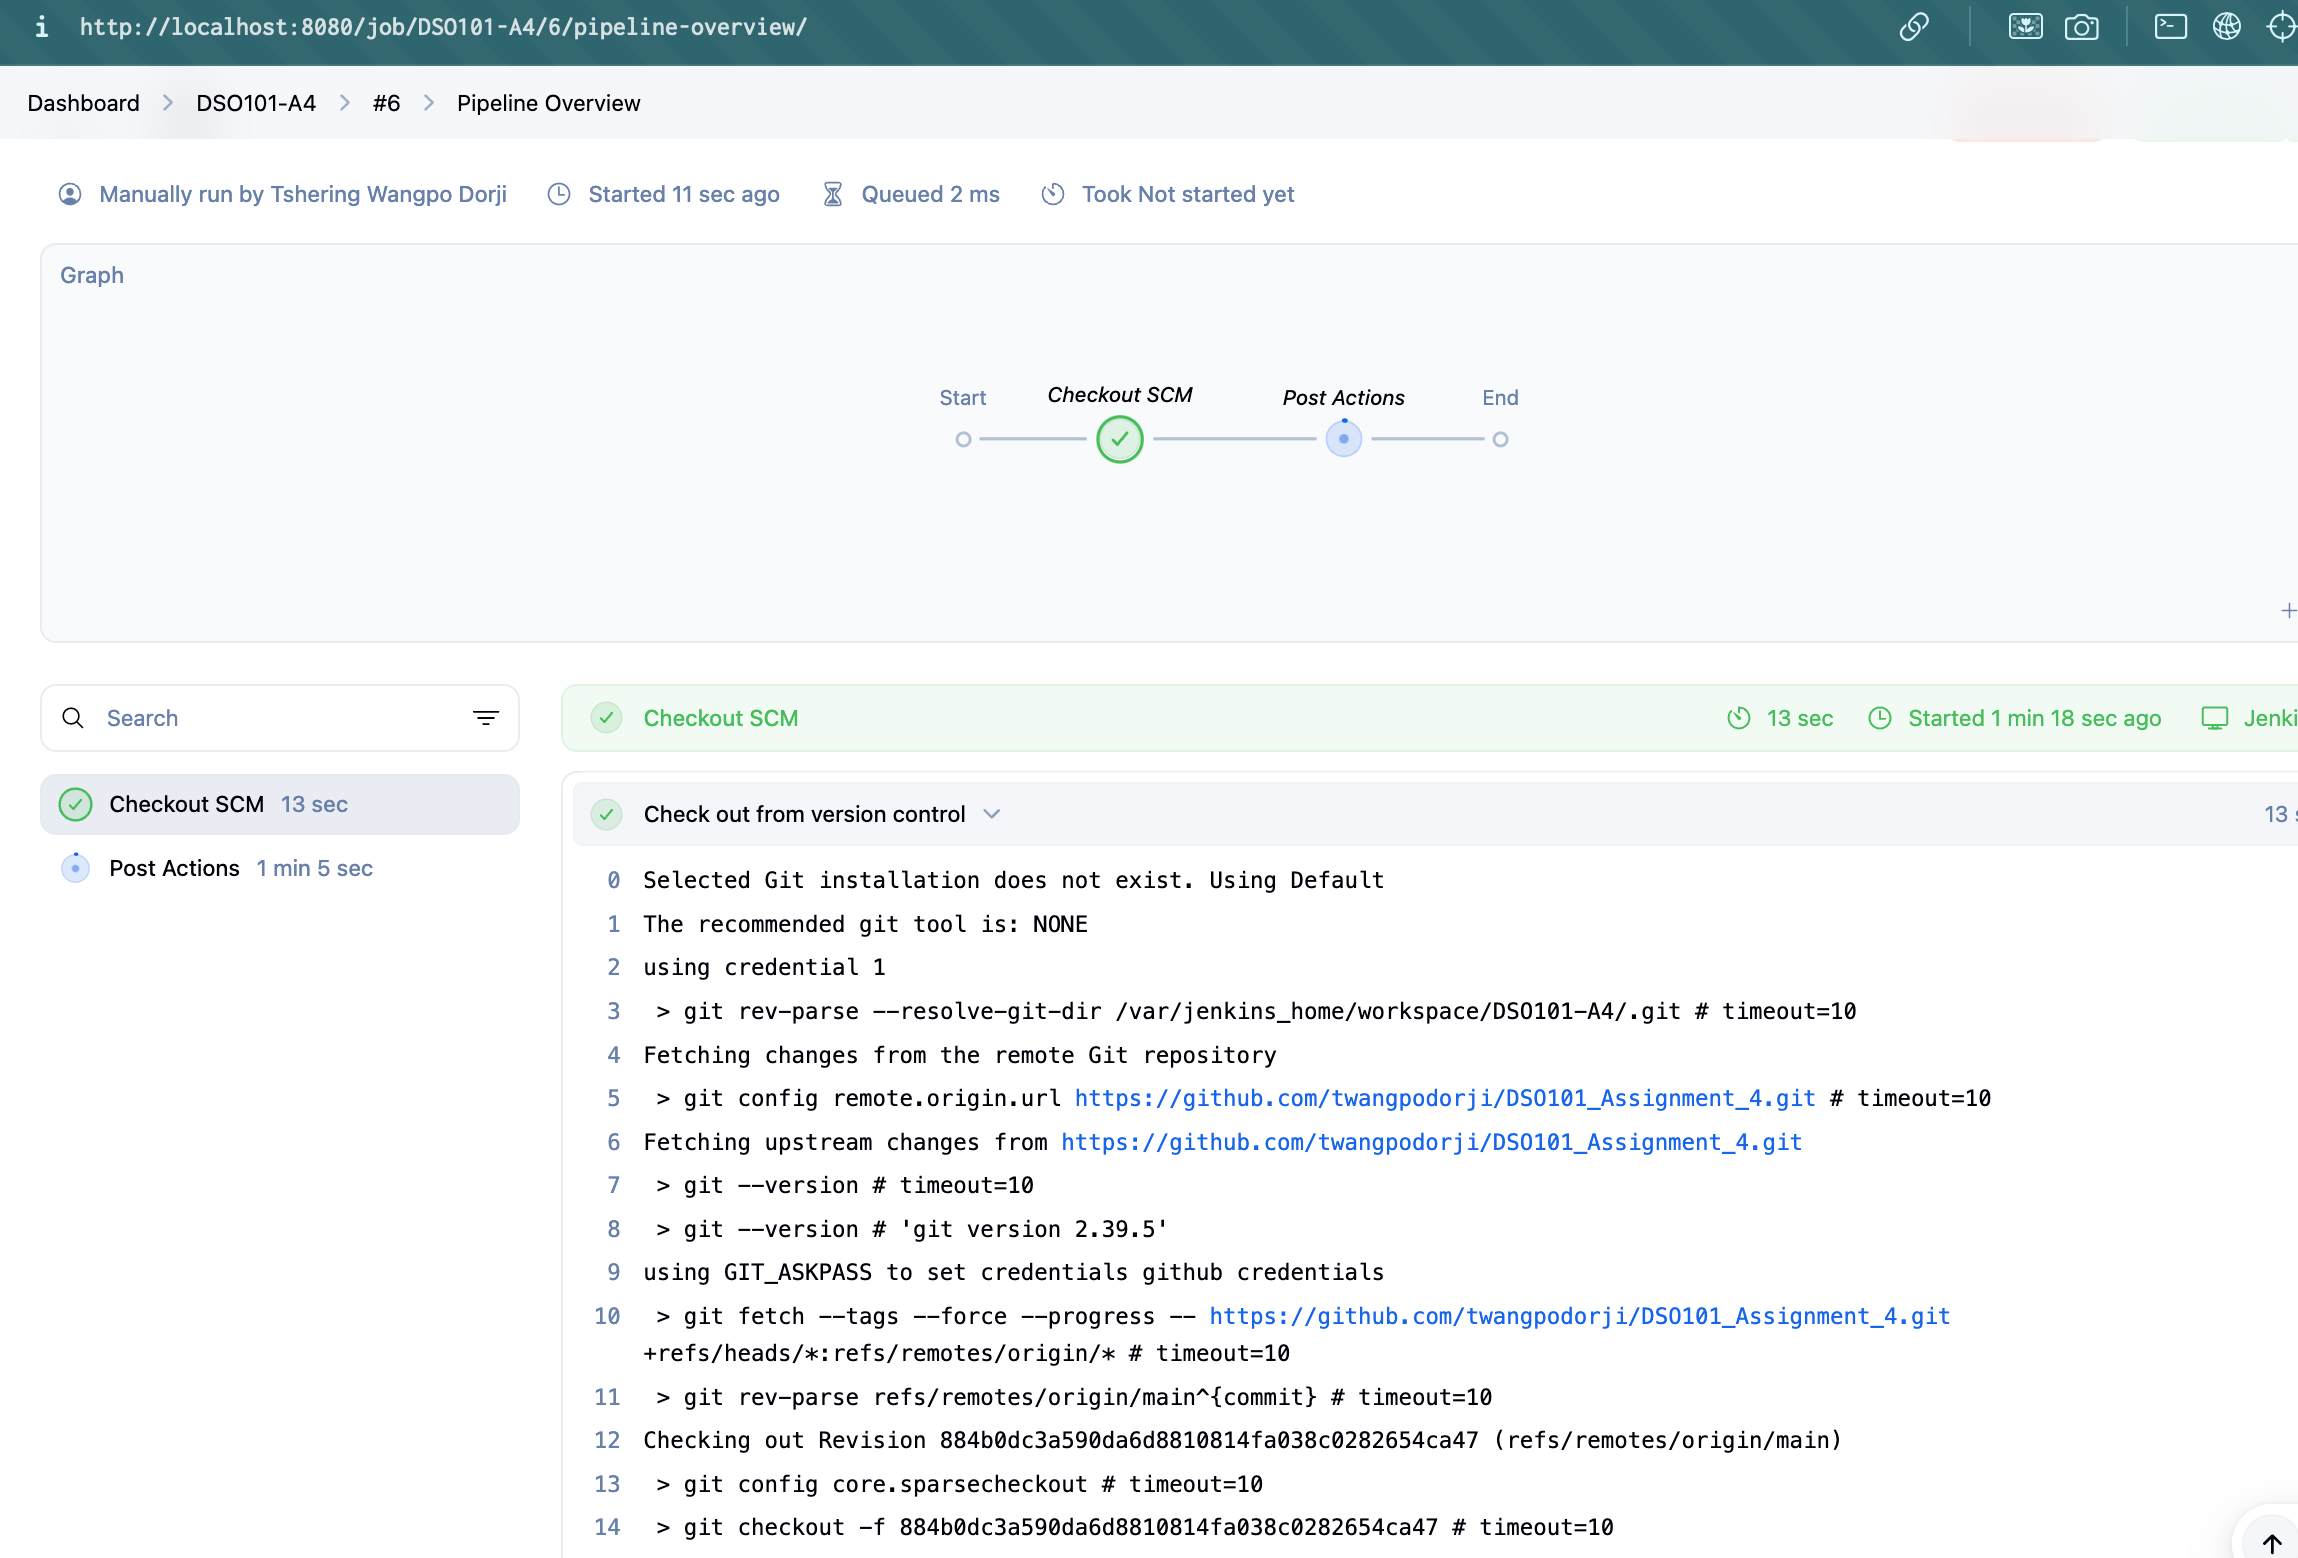 http://localhost:8080/job/DSO101-A4/6/pipeline-overview/
Dashboard > DSO101-A4 > #6 > Pipeline Overview
Manually run by Tshering Wangpo Dorji Started 11 sec ago Queued 2 ms Took Not started yet
Graph
Start Checkout SCM Post Actions End
Search
Checkout SCM 13 sec
Post Actions 1 min 5 sec
Checkout SCM 13 sec Started 1 min 18 sec ago Jenki
Check out from version control 13 s
0 Selected Git installation does not exist. Using Default
1 The recommended git tool is: NONE
2 using credential 1
3 > git rev-parse --resolve-git-dir /var/jenkins_home/workspace/DSO101-A4/.git # timeout=10
4 Fetching changes from the remote Git repository
5 > git config remote.origin.url https://github.com/twangpodorji/DSO101_Assignment_4.git # timeout=10
6 Fetching upstream changes from https://github.com/twangpodorji/DSO101_Assignment_4.git
7 > git --version # timeout=10
8 > git --version # 'git version 2.39.5'
9 using GIT_ASKPASS to set credentials github credentials
10 > git fetch --tags --force --progress -- https://github.com/twangpodorji/DSO101_Assignment_4.git
+refs/heads/*:refs/remotes/origin/* # timeout=10
11 > git rev-parse refs/remotes/origin/main^{commit} # timeout=10
12 Checking out Revision 884b0dc3a590da6d8810814fa038c0282654ca47 (refs/remotes/origin/main)
13 > git config core.sparsecheckout # timeout=10
14 > git checkout -f 884b0dc3a590da6d8810814fa038c0282654ca47 # timeout=10